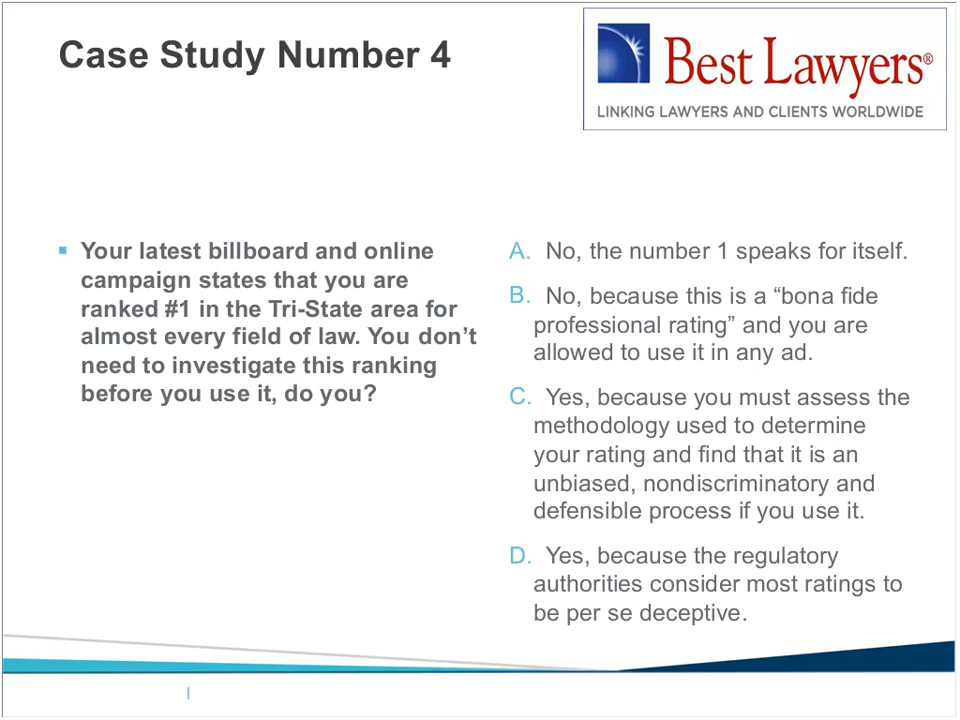 Case Study Number 4
Best Lawyers®
LINKING LAWYERS AND CLIENTS WORLDWIDE
▪ Your latest billboard and online
campaign states that you are
ranked #1 in the Tri-State area for
almost every field of law. You don’t
need to investigate this ranking
before you use it, do you?
A. No, the number 1 speaks for itself.
B. No, because this is a “bona fide
professional rating” and you are
allowed to use it in any ad.
C. Yes, because you must assess the
methodology used to determine
your rating and find that it is an
unbiased, nondiscriminatory and
defensible process if you use it.
D. Yes, because the regulatory
authorities consider most ratings to
be per se deceptive.
|